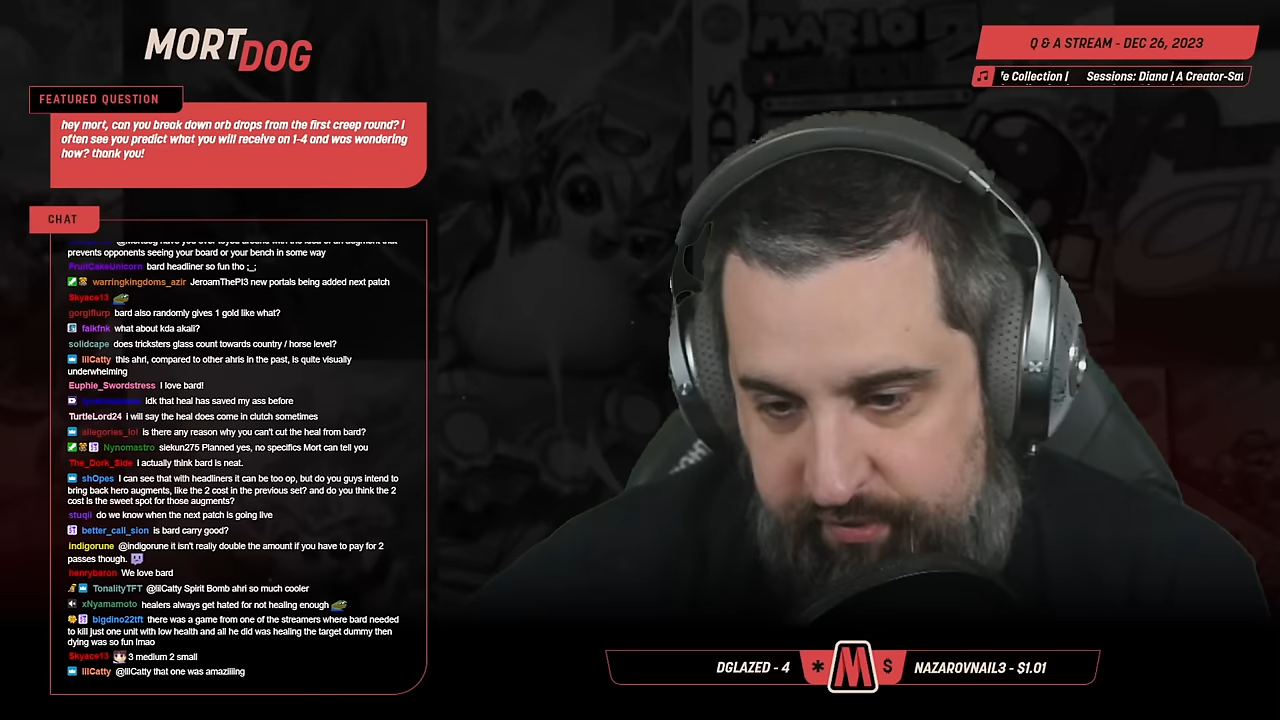 MORTDOG
Q & A STREAM - DEC 26, 2023
'e Collection | Sessions: Diana | A Creator-Saf
FEATURED QUESTION
hey mort, can you break down orb drops from the first creep round? I
often see you predict what you will receive on 1-4 and was wondering
how? thank you!
CHAT
prevents opponents seeing your board or your bench in some way
FruitCakeUnicorn bard headliner so fun tho ;_;
warringkingdoms_azir JeroamThePI3 new portals being added next patch
Skyace13
gorgiflurp bard also randomly gives 1 gold like what?
falkfnk what about kda akali?
solidcape does tricksters glass count towards country / horse level?
lilCatty this ahri, compared to other ahris in the past, is quite visually
underwhelming
Euphie_Swordstress I love bard!
Idk that heal has saved my ass before
TurtleLord24 i will say the heal does come in clutch sometimes
allegories_lol is there any reason why you can't cut the heal from bard?
Nynomastro siekun275 Planned yes, no specifics Mort can tell you
The_Dork_Side I actually think bard is neat.
shOpes I can see that with headliners it can be too op, but do you guys intend to
bring back hero augments, like the 2 cost in the previous set? and do you think the 2
cost is the sweet spot for those augments?
stuqii do we know when the next patch is going live
better_call_sion is bard carry good?
indigorune @indigorune it isn't really double the amount if you have to pay for 2
passes though.
henrybaron We love bard
TonalityTFT @lilCatty Spirit Bomb ahri so much cooler
xNyamamoto healers always get hated for not healing enough
bigdino22tft there was a game from one of the streamers where bard needed
to kill just one unit with low health and all he did was healing the target dummy then
dying was so fun lmao
Skyace13 3 medium 2 small
lilCatty @lilCatty that one was amaziiiing
DGLAZED - 4 * M $ NAZAROVNAIL3 - $1.01